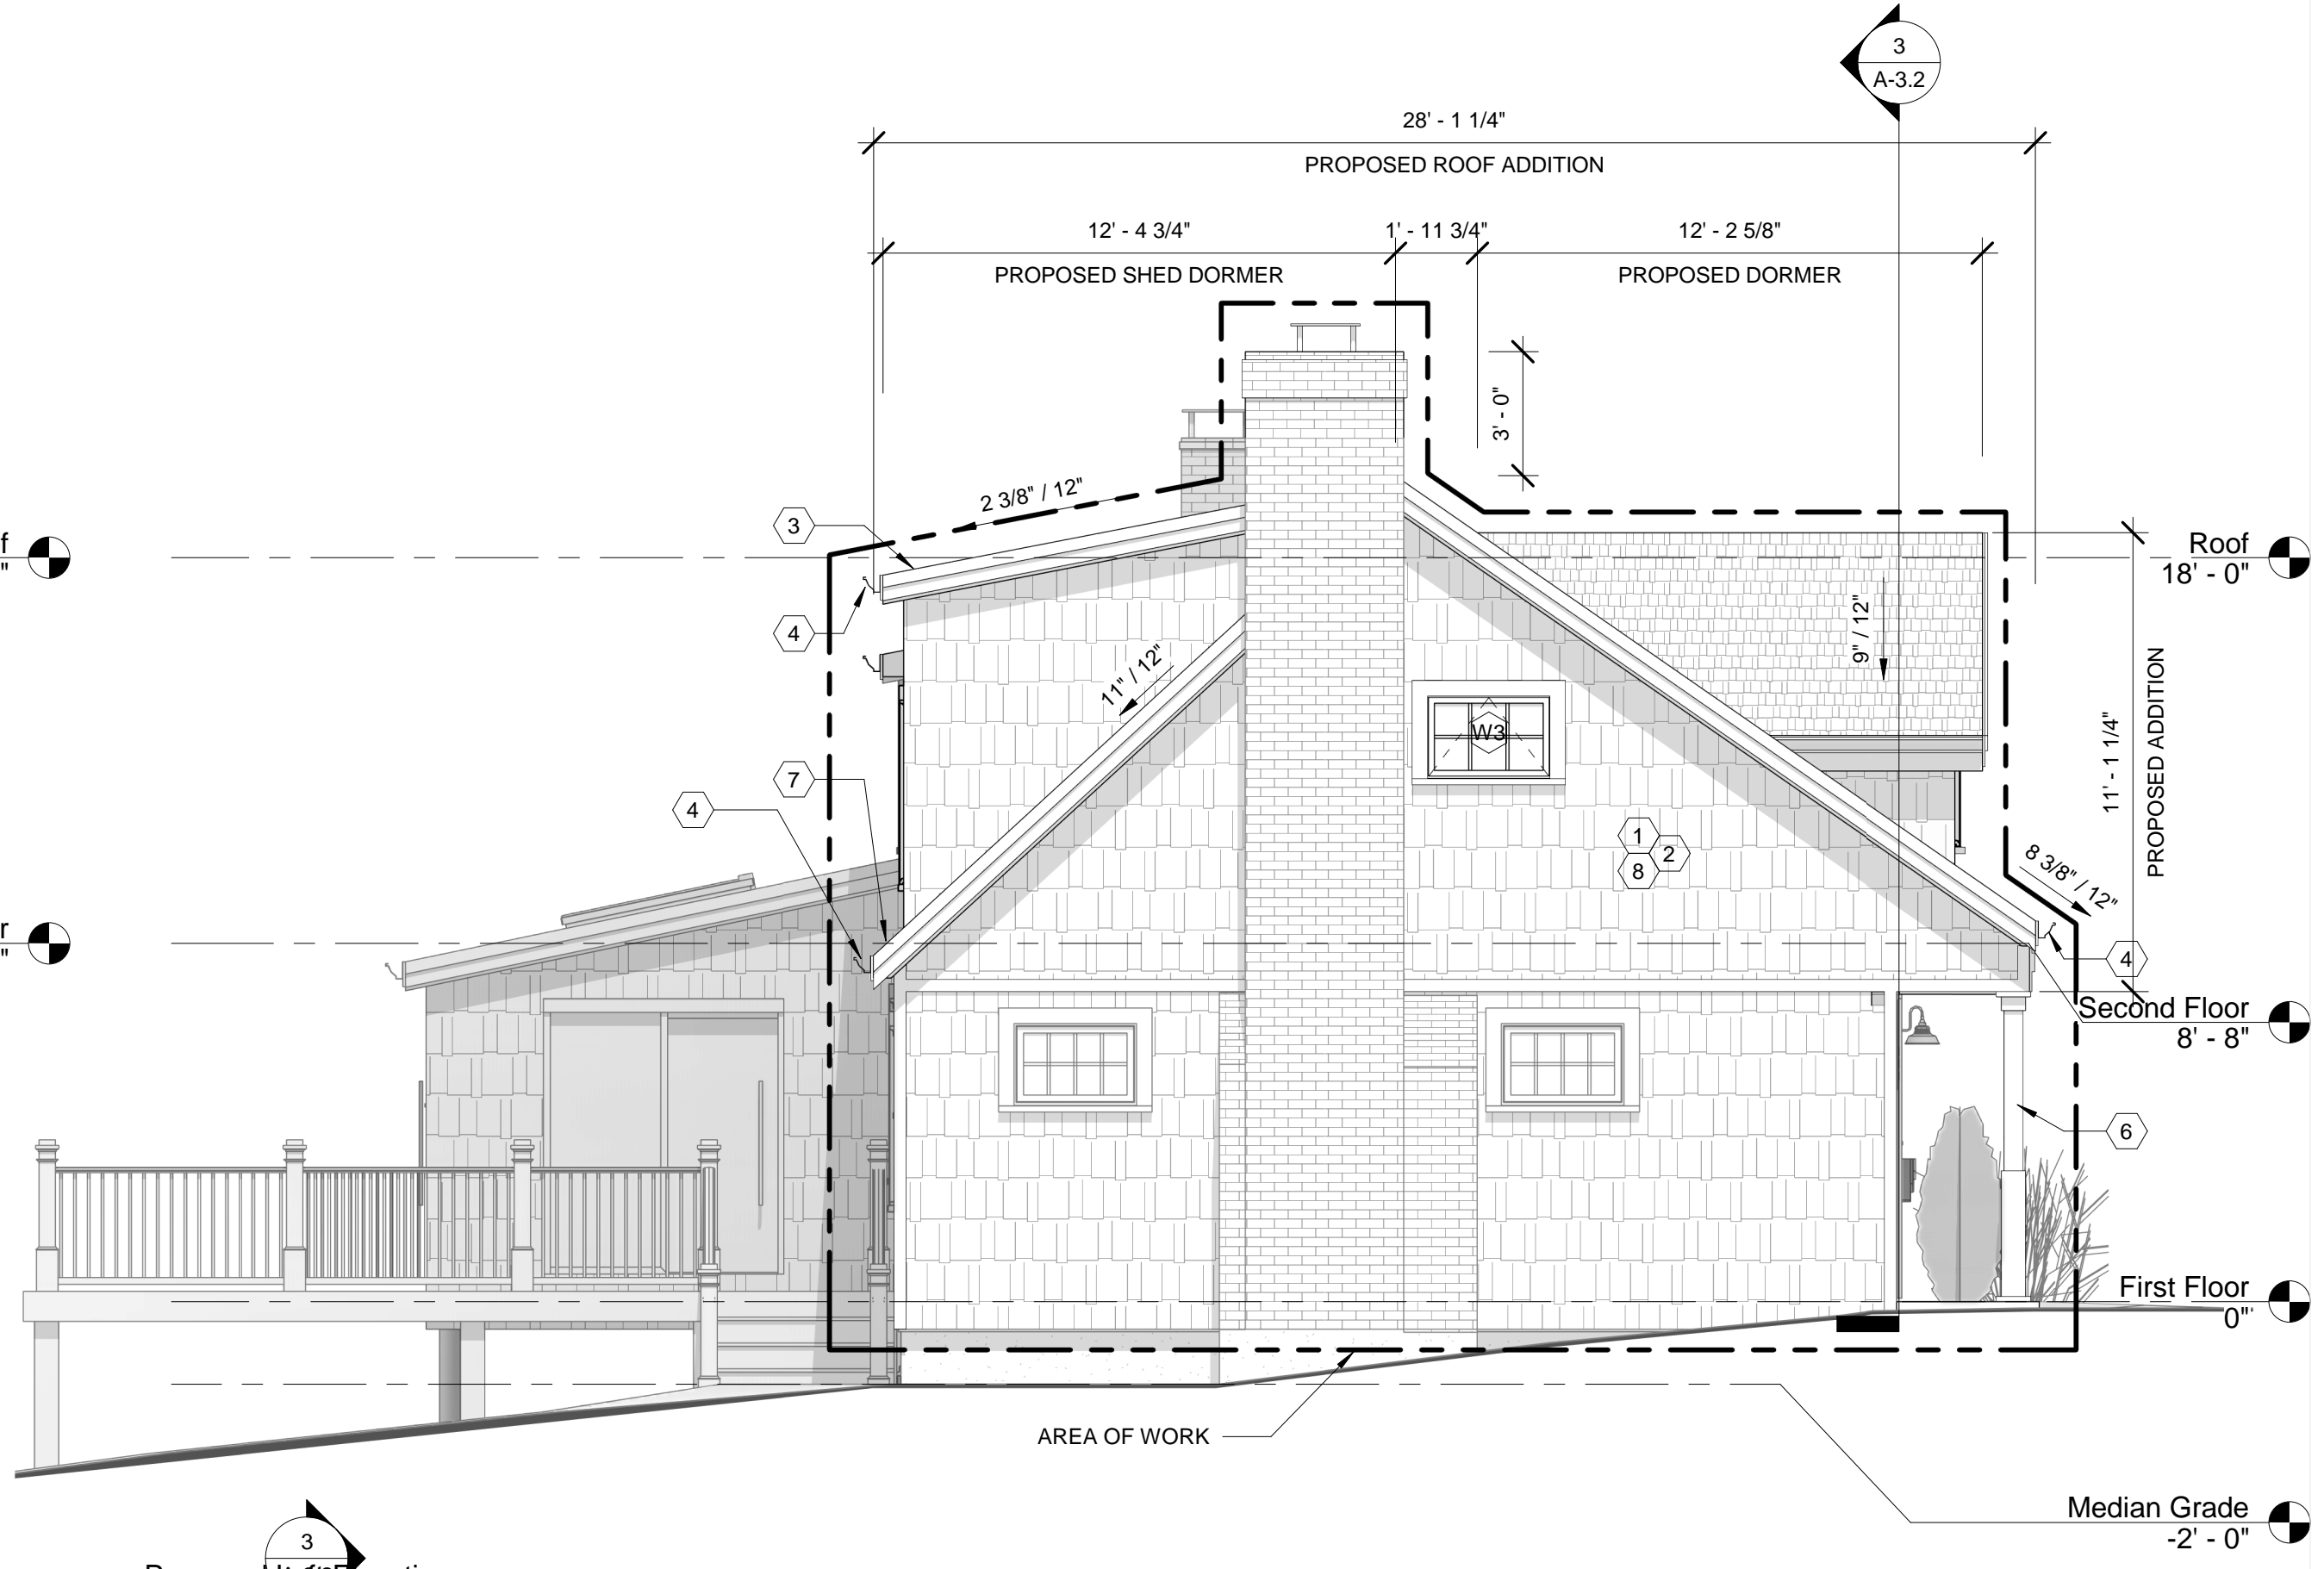 3
A-3.2
28' - 1 1/4"
PROPOSED ROOF ADDITION
12' - 4 3/4"
1' - 11 3/4"
12' - 2 5/8"
PROPOSED SHED DORMER
PROPOSED DORMER
3' - 0"
2 3/8" / 12"
3
f
"
Roof
18' - 0"
4
9" / 12"
11" / 12"
W3
11' - 1 1/4"
PROPOSED ADDITION
7
4
1
2
8
8 3/8" / 12"
r
"
4
Second Floor
8' - 8"
6
First Floor
0"
AREA OF WORK
Median Grade
-2' - 0"
3